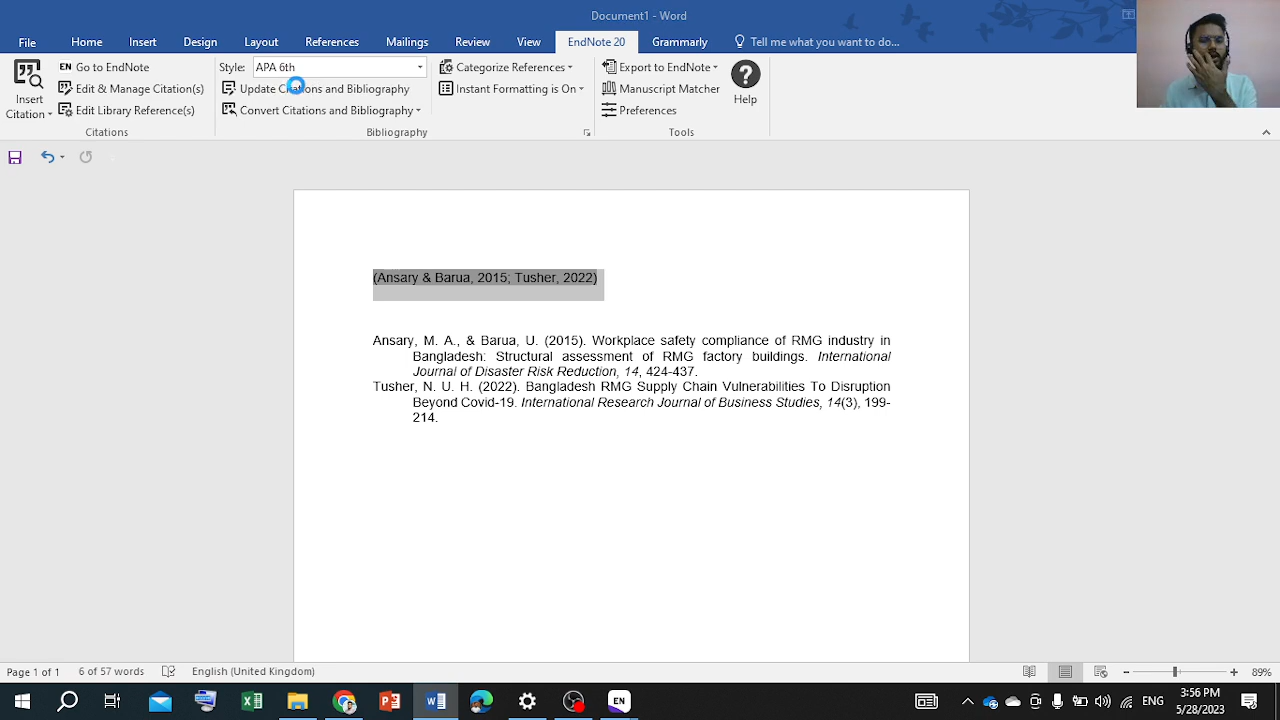 Document1 - Word
File Home Insert Design Layout References Mailings Review View EndNote 20 Grammarly Tell me what you want to do...
EN Go to EndNote Style: APA 6th Categorize References Export to EndNote
Insert Citation Edit & Manage Citation(s) Update Citations and Bibliography Instant Formatting is On Manuscript Matcher Help
Edit Library Reference(s) Convert Citations and Bibliography Preferences
Citations Bibliography Tools
(Ansary & Barua, 2015; Tusher, 2022)
Ansary, M. A., & Barua, U. (2015). Workplace safety compliance of RMG industry in
Bangladesh: Structural assessment of RMG factory buildings. International
Journal of Disaster Risk Reduction, 14, 424-437.
Tusher, N. U. H. (2022). Bangladesh RMG Supply Chain Vulnerabilities To Disruption
Beyond Covid-19. International Research Journal of Business Studies, 14(3), 199-
214.
Page 1 of 1 6 of 57 words English (United Kingdom) 89%
EN ENG 3:56 PM
5/28/2023